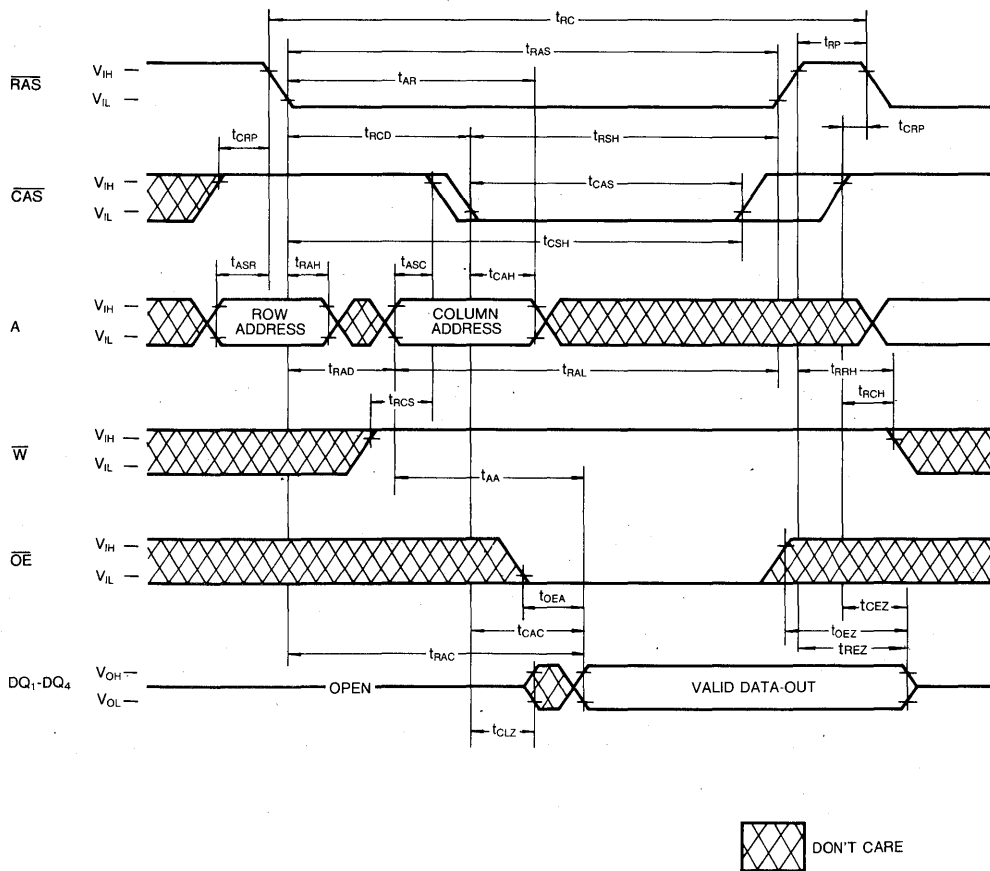 tRC
tRAS
tRP
tAR
RAS
VIH
VIL
tCRP
tRCD
tRSH
tCRP
CAS
VIH
VIL
tCAS
tCSH
tASR
tRAH
tASC
tCAH
A
VIH
VIL
ROW ADDRESS
COLUMN ADDRESS
tRAD
tRAL
tRRH
tRCS
tRCH
W
VIH
VIL
tAA
OE
VIH
VIL
tOEA
tCEZ
tCAC
tOEZ
tRAC
tREZ
DQ1-DQ4
VOH
VOL
OPEN
VALID DATA-OUT
tCLZ
DON'T CARE